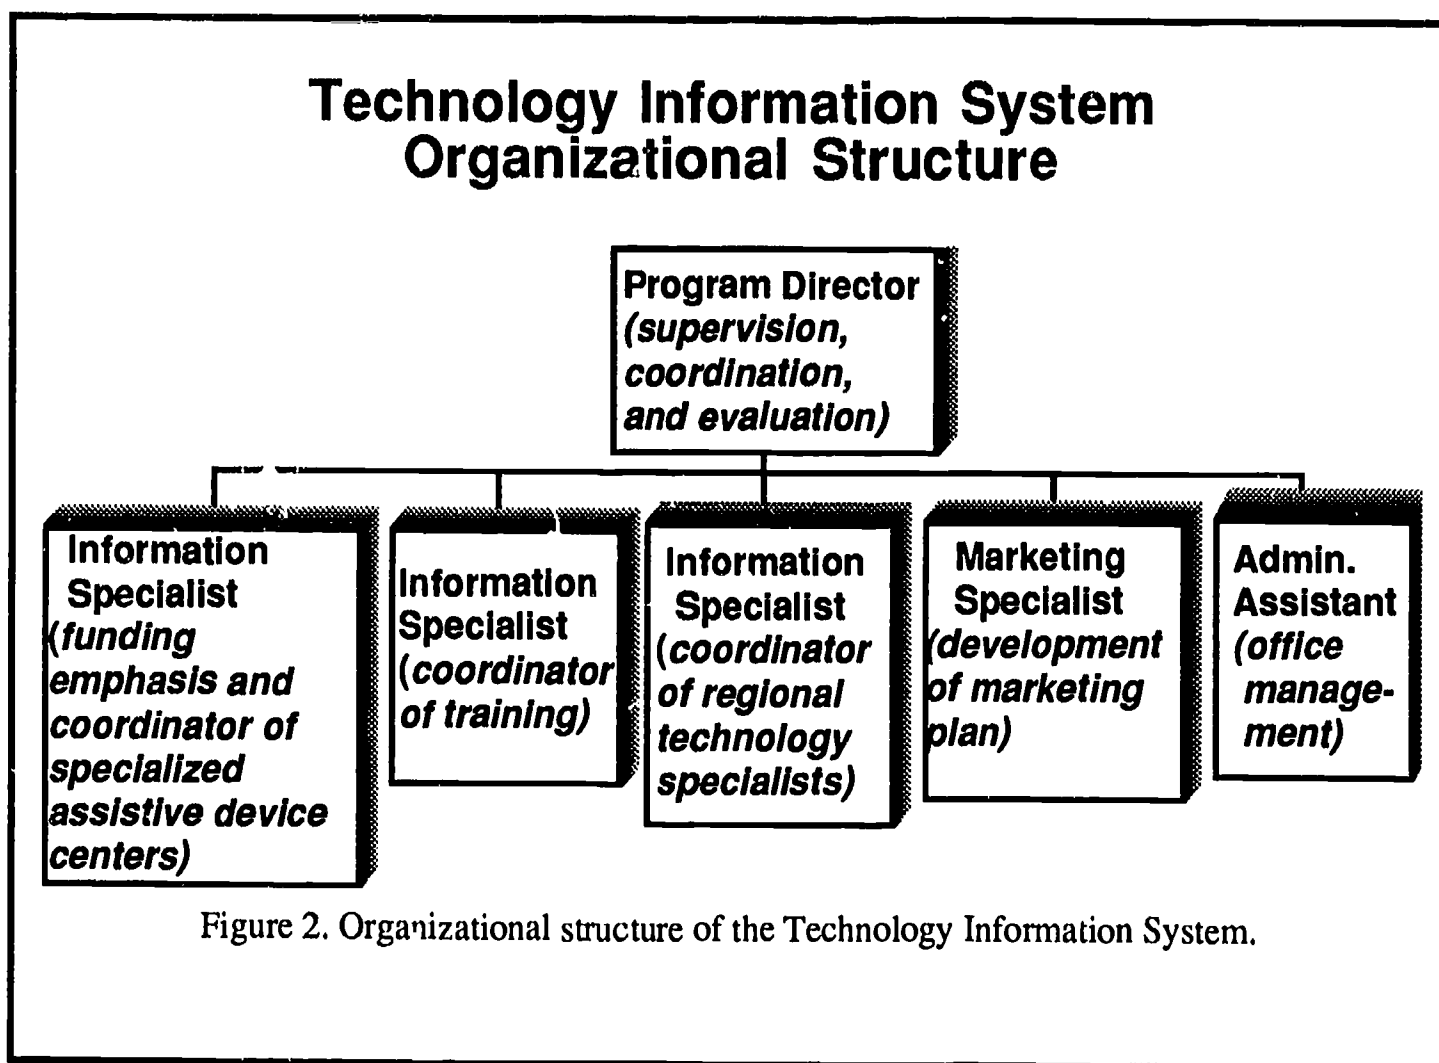 Technology Information System
Organizational Structure
Program Director
(supervision,
coordination,
and evaluation)
Information
Specialist
(funding
emphasis and
coordinator of
specialized
assistive device
centers)
Information
Specialist
(coordinator
of training)
Information
Specialist
(coordinator
of regional
technology
specialists)
Marketing
Specialist
(development
of marketing
plan)
Admin.
Assistant
(office
manage-
ment)
Figure 2. Organizational structure of the Technology Information System.